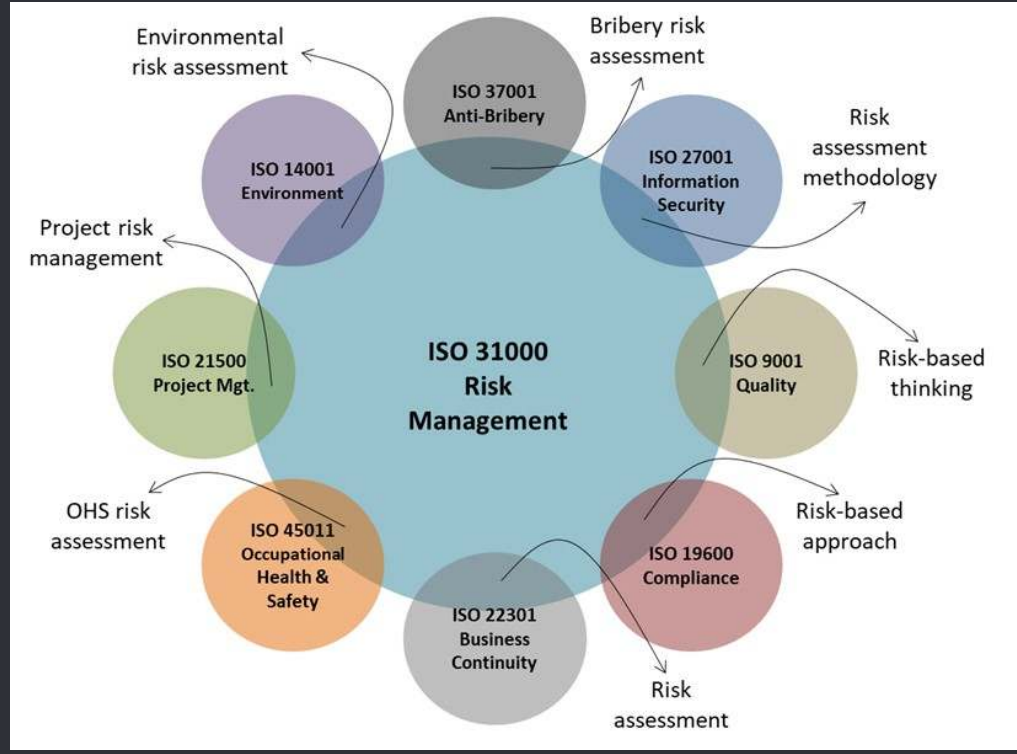 Environmental
risk assessment
Bribery risk
assessment
ISO 37001
Anti-Bribery
ISO 14001
Environment
ISO 27001
Information
Security
Risk
assessment
methodology
Project risk
management
ISO 21500
Project Mgt.
ISO 31000
Risk
Management
ISO 9001
Quality
Risk-based
thinking
OHS risk
assessment
ISO 45011
Occupational
Health &
Safety
ISO 22301
Business
Continuity
ISO 19600
Compliance
Risk-based
approach
Risk
assessment